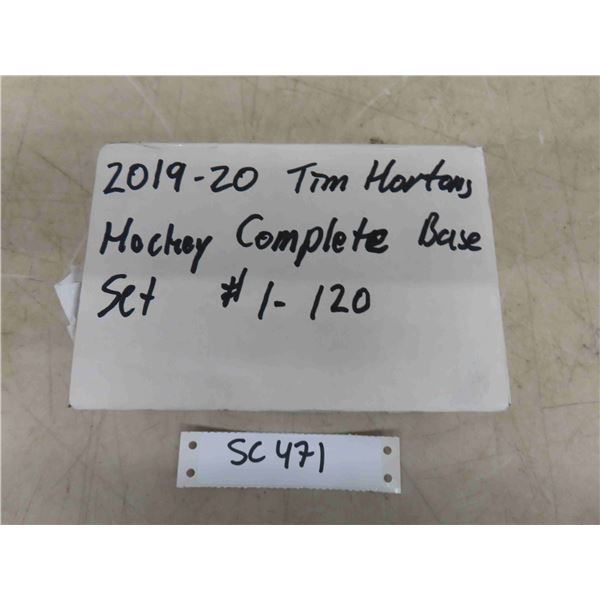 2019-20 Tim Hortons
Hockey Complete Base
Set #1-120
SC471